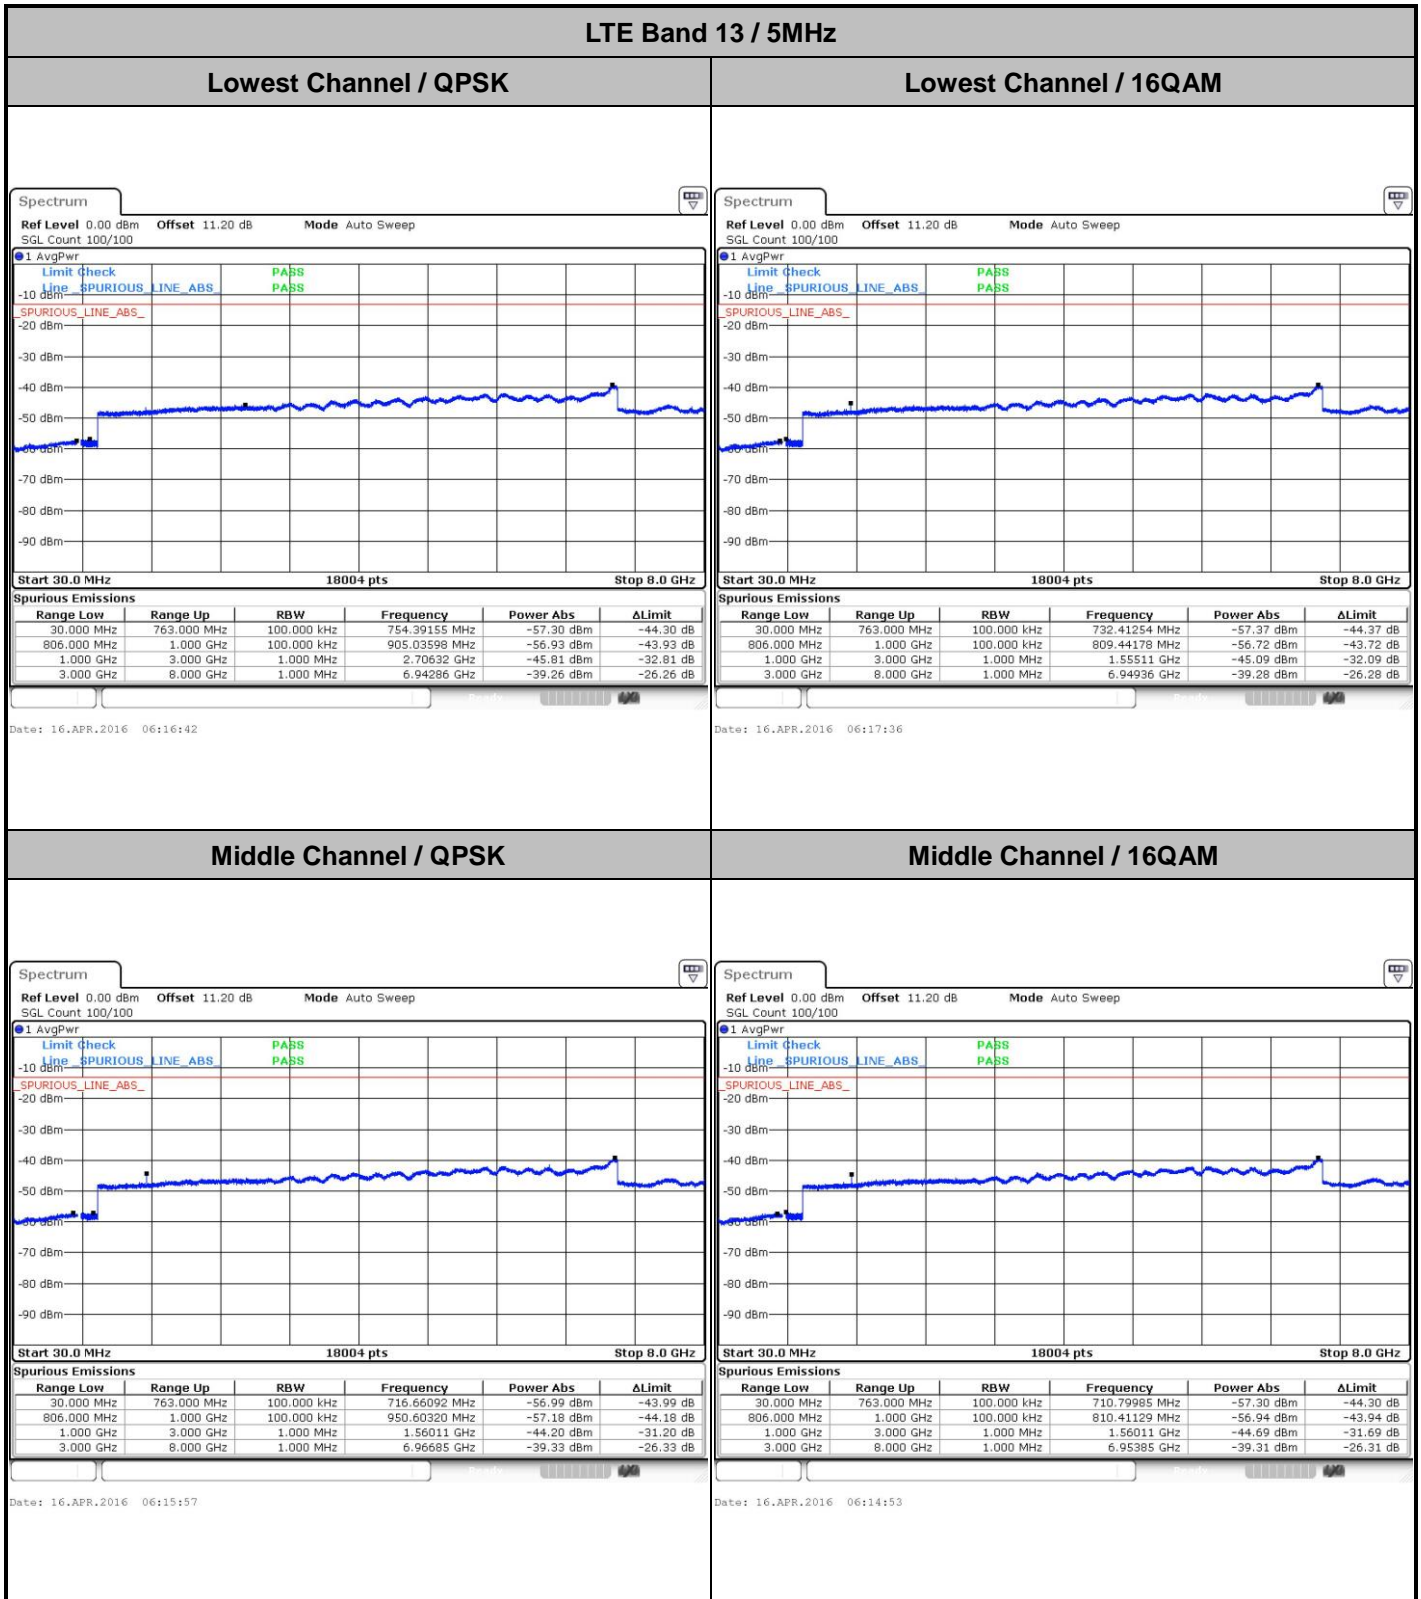 LTE Band 13 / 5MHz
Lowest Channel / QPSK
Lowest Channel / 16QAM
Spectrum
Ref Level 0.00 dBm Offset 11.20 dB Mode Auto Sweep
SGL Count 100/100
1 AvgPwr
Limit Check PASS
Line _SPURIOUS_LINE_ABS_ PASS
-10 dBm
_SPURIOUS_LINE_ABS_
-20 dBm
-30 dBm
-40 dBm
-50 dBm
-60 dBm
-70 dBm
-80 dBm
-90 dBm
Start 30.0 MHz 18004 pts Stop 8.0 GHz
Spurious Emissions
Range Low Range Up RBW Frequency Power Abs ΔLimit
30.000 MHz 763.000 MHz 100.000 kHz 754.39155 MHz -57.30 dBm -44.30 dB
806.000 MHz 1.000 GHz 100.000 kHz 905.03598 MHz -56.93 dBm -43.93 dB
1.000 GHz 3.000 GHz 1.000 MHz 2.70632 GHz -45.81 dBm -32.81 dB
3.000 GHz 8.000 GHz 1.000 MHz 6.94286 GHz -39.26 dBm -26.26 dB
Date: 16.APR.2016 06:16:42
Spectrum
Ref Level 0.00 dBm Offset 11.20 dB Mode Auto Sweep
SGL Count 100/100
1 AvgPwr
Limit Check PASS
Line _SPURIOUS_LINE_ABS_ PASS
-10 dBm
_SPURIOUS_LINE_ABS_
-20 dBm
-30 dBm
-40 dBm
-50 dBm
-60 dBm
-70 dBm
-80 dBm
-90 dBm
Start 30.0 MHz 18004 pts Stop 8.0 GHz
Spurious Emissions
Range Low Range Up RBW Frequency Power Abs ΔLimit
30.000 MHz 763.000 MHz 100.000 kHz 732.41254 MHz -57.37 dBm -44.37 dB
806.000 MHz 1.000 GHz 100.000 kHz 809.44178 MHz -56.72 dBm -43.72 dB
1.000 GHz 3.000 GHz 1.000 MHz 1.55511 GHz -45.09 dBm -32.09 dB
3.000 GHz 8.000 GHz 1.000 MHz 6.94936 GHz -39.28 dBm -26.28 dB
Date: 16.APR.2016 06:17:36
Middle Channel / QPSK
Middle Channel / 16QAM
Spectrum
Ref Level 0.00 dBm Offset 11.20 dB Mode Auto Sweep
SGL Count 100/100
1 AvgPwr
Limit Check PASS
Line _SPURIOUS_LINE_ABS_ PASS
-10 dBm
_SPURIOUS_LINE_ABS_
-20 dBm
-30 dBm
-40 dBm
-50 dBm
-60 dBm
-70 dBm
-80 dBm
-90 dBm
Start 30.0 MHz 18004 pts Stop 8.0 GHz
Spurious Emissions
Range Low Range Up RBW Frequency Power Abs ΔLimit
30.000 MHz 763.000 MHz 100.000 kHz 716.66092 MHz -56.99 dBm -43.99 dB
806.000 MHz 1.000 GHz 100.000 kHz 950.60320 MHz -57.18 dBm -44.18 dB
1.000 GHz 3.000 GHz 1.000 MHz 1.56011 GHz -44.20 dBm -31.20 dB
3.000 GHz 8.000 GHz 1.000 MHz 6.96685 GHz -39.33 dBm -26.33 dB
Date: 16.APR.2016 06:15:57
Spectrum
Ref Level 0.00 dBm Offset 11.20 dB Mode Auto Sweep
SGL Count 100/100
1 AvgPwr
Limit Check PASS
Line _SPURIOUS_LINE_ABS_ PASS
-10 dBm
_SPURIOUS_LINE_ABS_
-20 dBm
-30 dBm
-40 dBm
-50 dBm
-60 dBm
-70 dBm
-80 dBm
-90 dBm
Start 30.0 MHz 18004 pts Stop 8.0 GHz
Spurious Emissions
Range Low Range Up RBW Frequency Power Abs ΔLimit
30.000 MHz 763.000 MHz 100.000 kHz 710.79985 MHz -57.30 dBm -44.30 dB
806.000 MHz 1.000 GHz 100.000 kHz 810.41129 MHz -56.94 dBm -43.94 dB
1.000 GHz 3.000 GHz 1.000 MHz 1.56011 GHz -44.69 dBm -31.69 dB
3.000 GHz 8.000 GHz 1.000 MHz 6.95385 GHz -39.31 dBm -26.31 dB
Date: 16.APR.2016 06:14:53